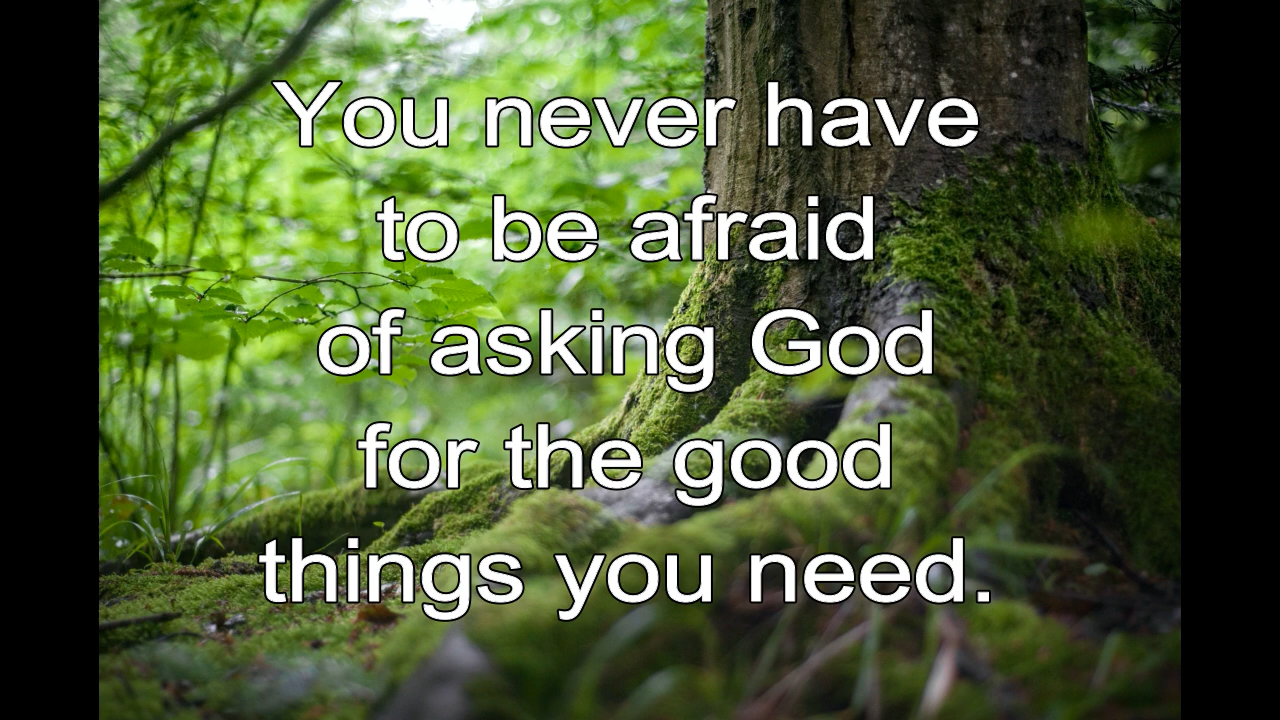 You never have
to be afraid
of asking God
for the good
things you need.